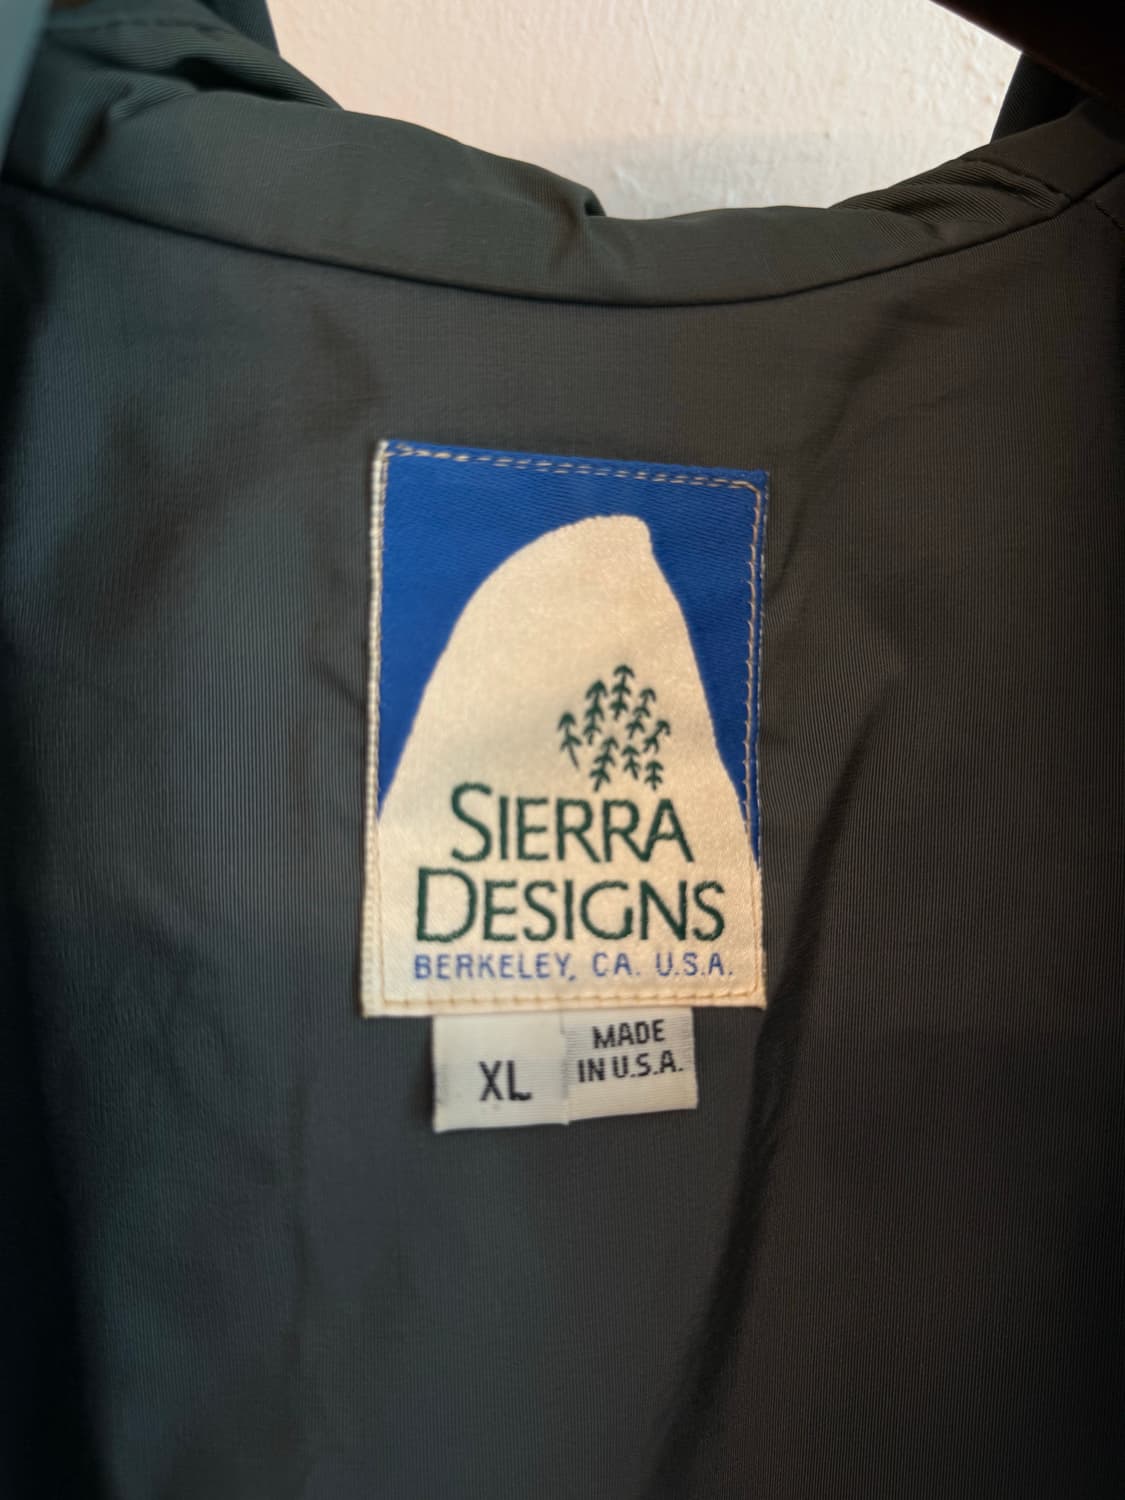 SIERRA
DESIGNS
BERKELEY, CA. U.S.A.
XL
MADE
IN U.S.A.